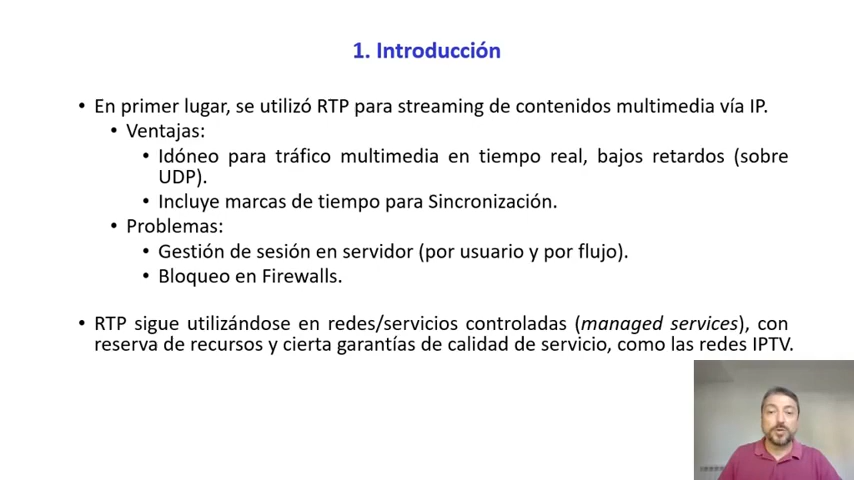 1. Introducción
• En primer lugar, se utilizó RTP para streaming de contenidos multimedia vía IP.
• Ventajas:
• Idóneo para tráfico multimedia en tiempo real, bajos retardos (sobre
UDP).
• Incluye marcas de tiempo para Sincronización.
• Problemas:
• Gestión de sesión en servidor (por usuario y por flujo).
• Bloqueo en Firewalls.
• RTP sigue utilizándose en redes/servicios controladas (managed services), con
reserva de recursos y cierta garantías de calidad de servicio, como las redes IPTV.